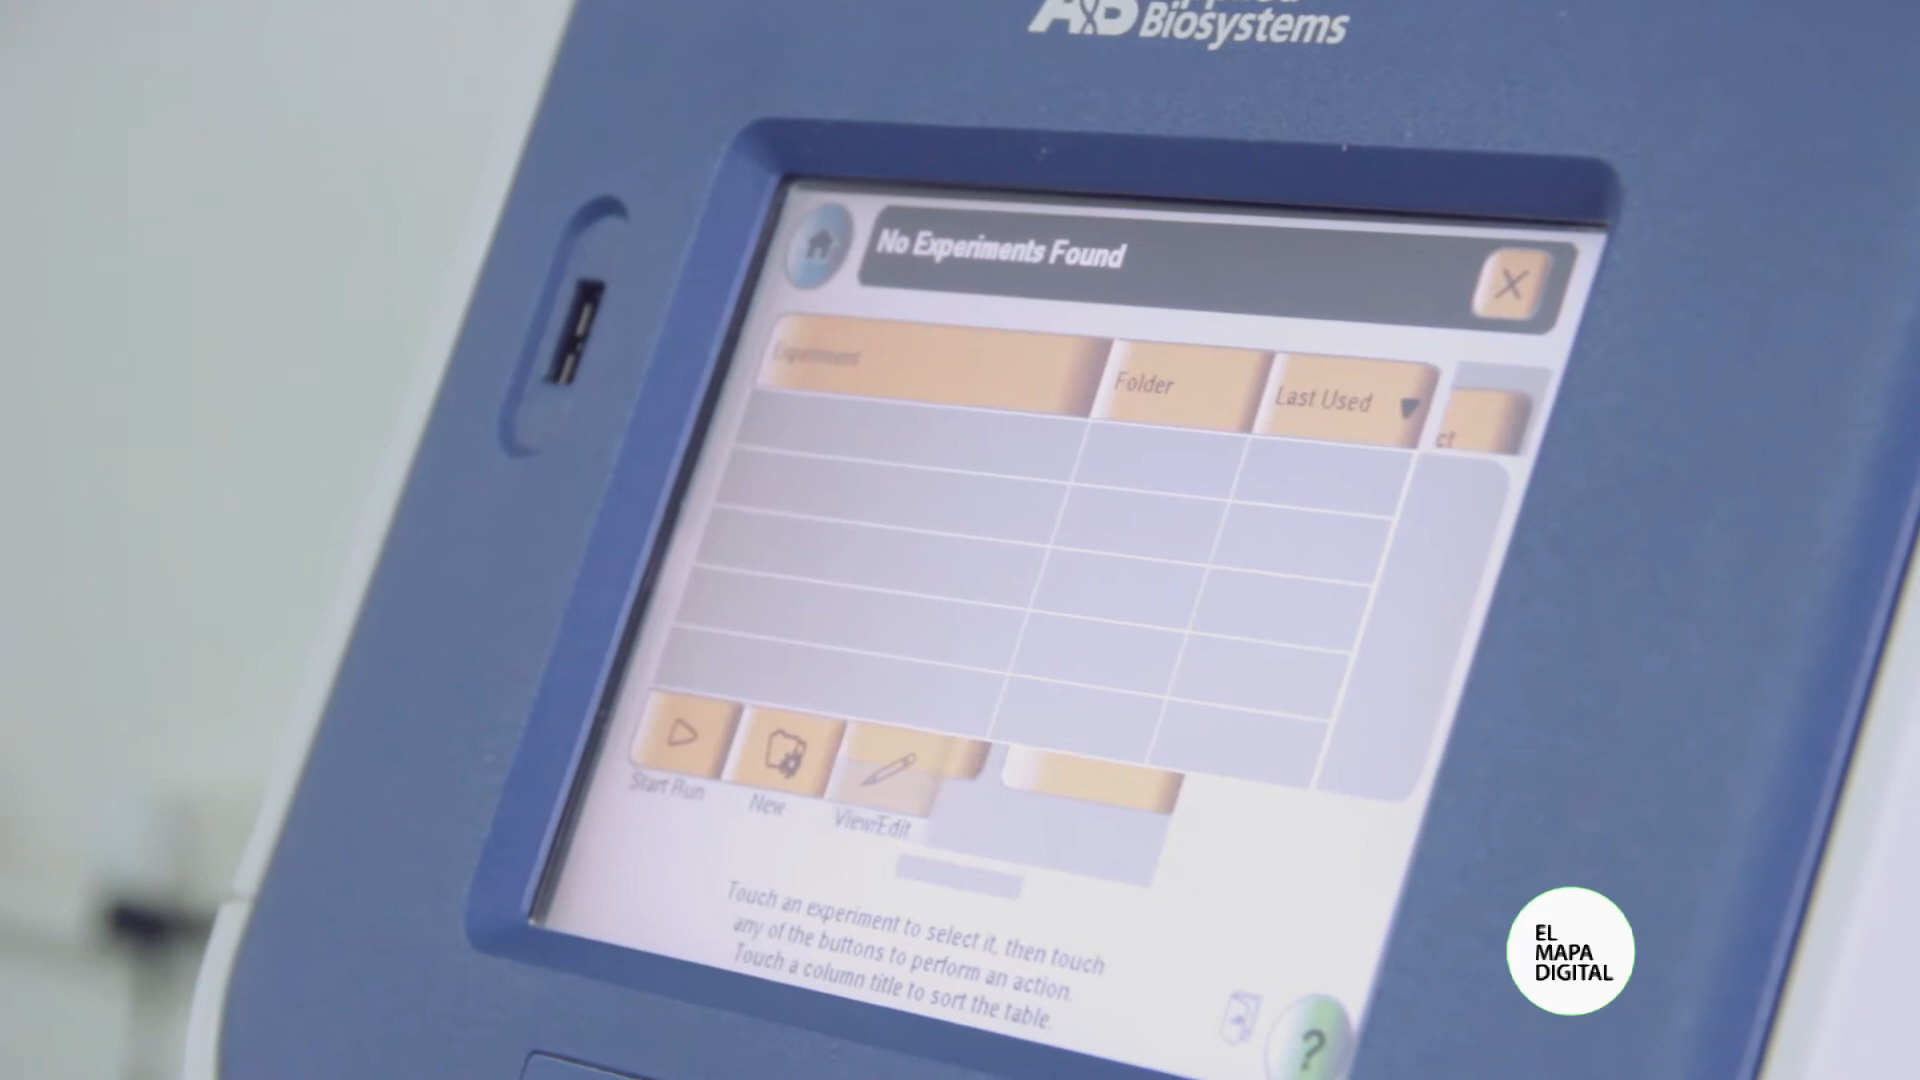 Biosystems
No Experiments Found
Experiment
Folder
Last Used
ct
Start Run
New
View/Edit
Touch an experiment to select it, then touch
any of the buttons to perform an action.
Touch a column title to sort the table.
?
EL
MAPA
DIGITAL